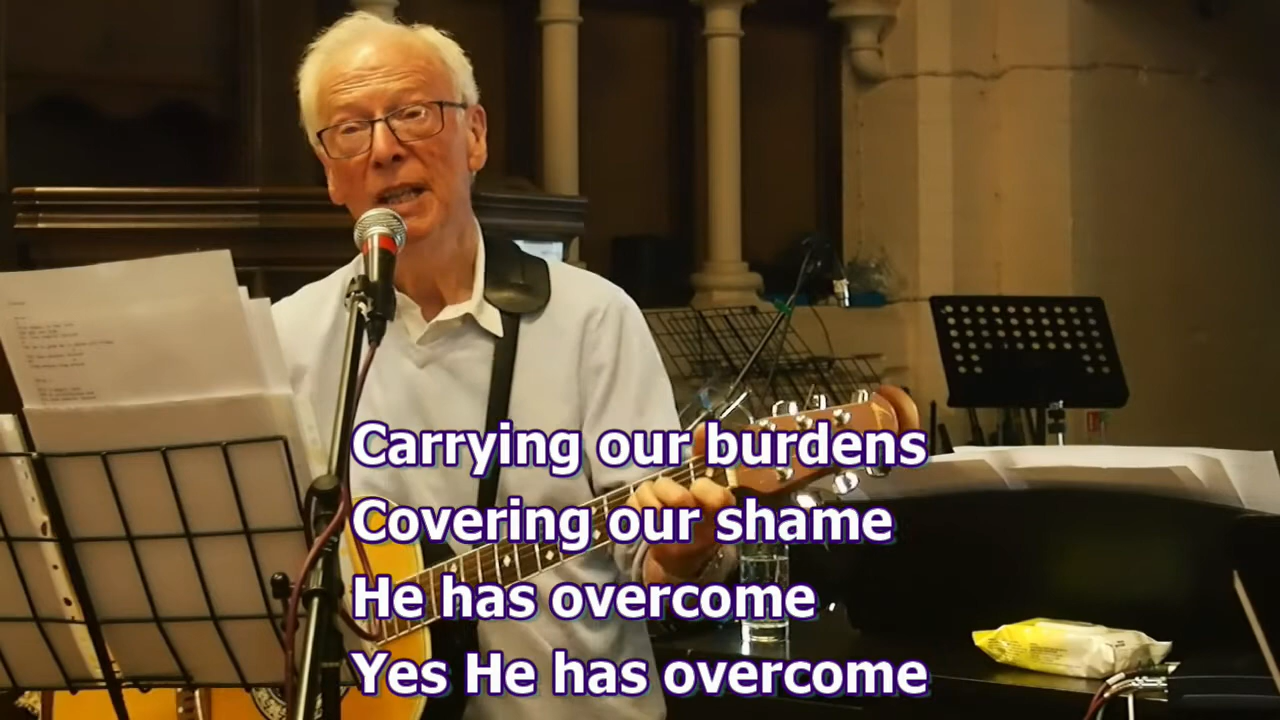 Carrying our burdens
Covering our shame
He has overcome
Yes He has overcome